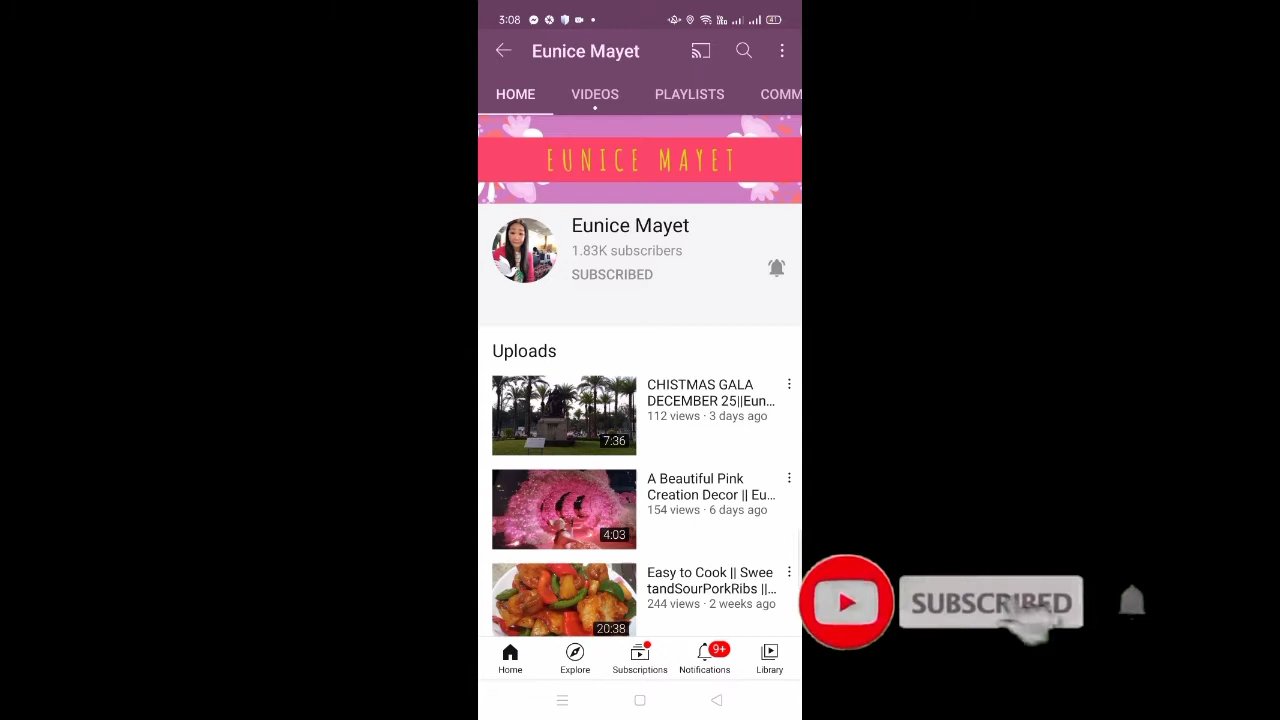 3:08
Eunice Mayet
HOME VIDEOS PLAYLISTS COMM
EUNICE MAYET
Eunice Mayet
1.83K subscribers
SUBSCRIBED
Uploads
CHISTMAS GALA
DECEMBER 25||Eun...
112 views · 3 days ago
7:36
A Beautiful Pink
Creation Decor || Eu...
154 views · 6 days ago
4:03
Easy to Cook || Swee
tandSourPorkRibs ||...
244 views · 2 weeks ago
20:38
SUBSCRIBED
9+
Home Explore Subscriptions Notifications Library